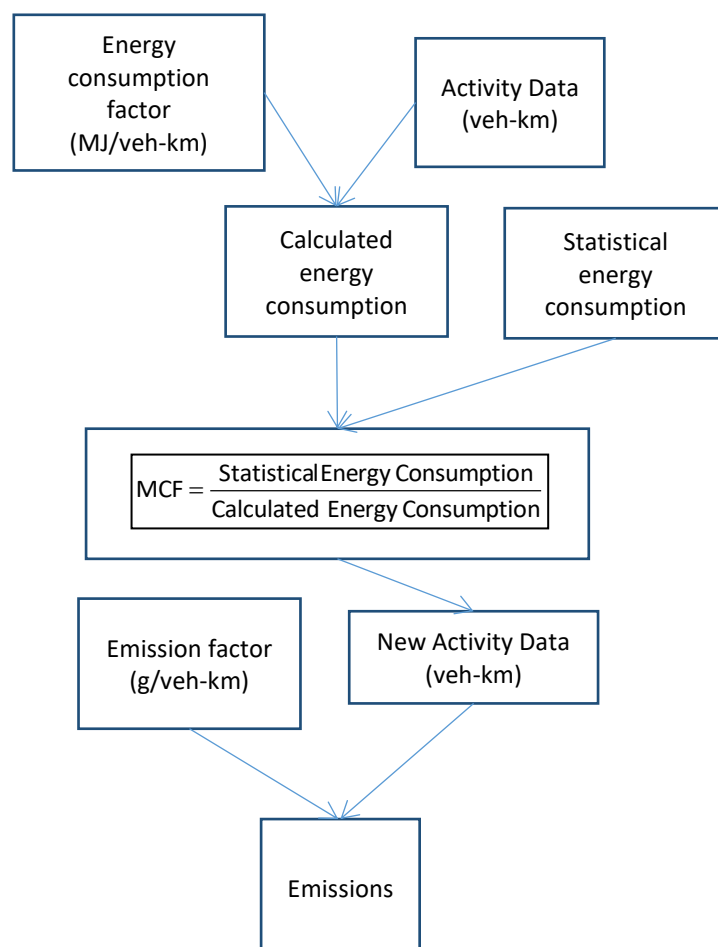 Energy
consumption
factor
(MJ/veh-km)
Activity Data
(veh-km)
Calculated
energy
consumption
Statistical
energy
consumption
MCF = Statistical Energy Consumption
Calculated Energy Consumption
Emission factor
(g/veh-km)
New Activity Data
(veh-km)
Emissions